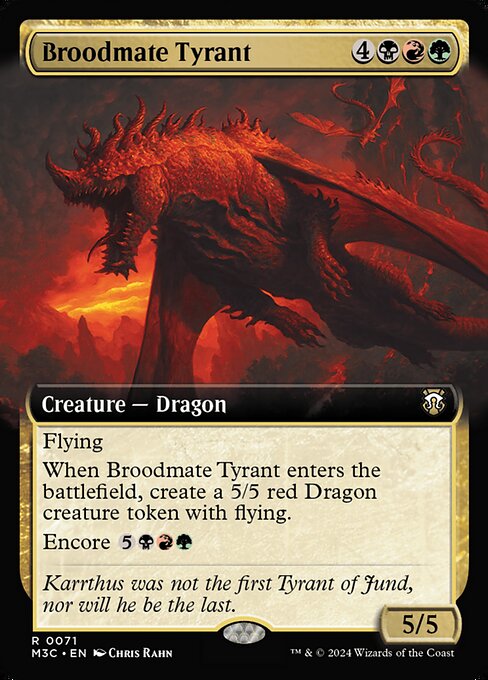 Broodmate Tyrant 4
Creature — Dragon
Flying
When Broodmate Tyrant enters the
battlefield, create a 5/5 red Dragon
creature token with flying.
Encore 5
Karrthus was not the first Tyrant of Jund,
nor will he be the last.
5/5
R 0071
M3C • EN Chris Rahn
™ & © 2024 Wizards of the Coast